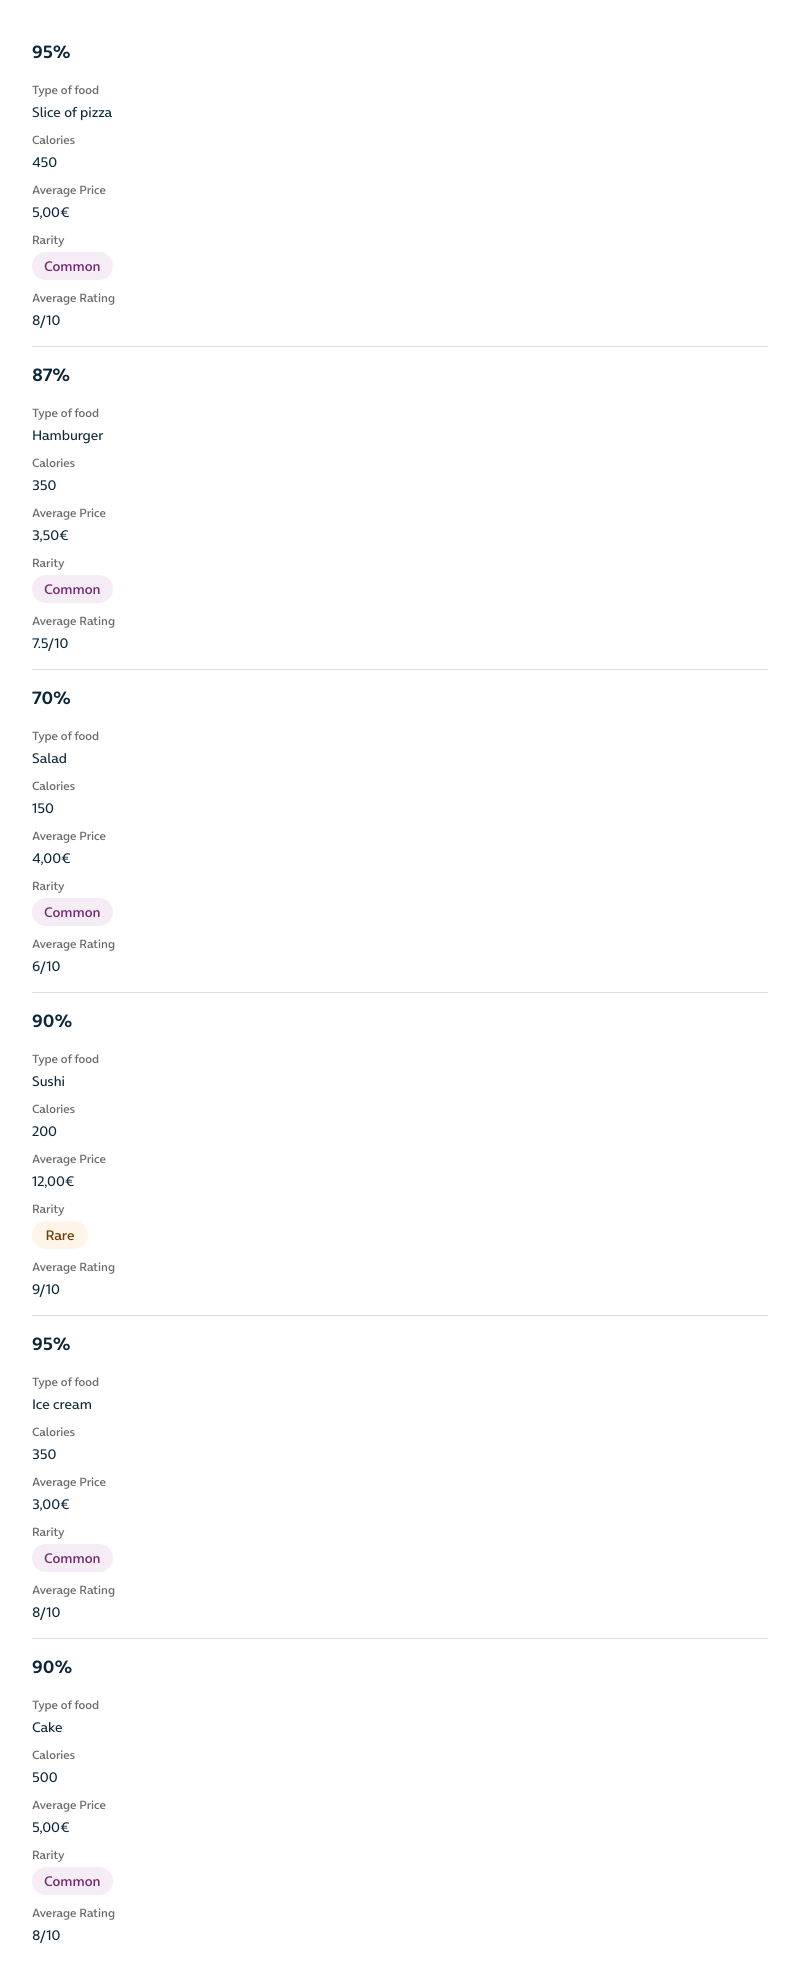 95%
Type of food
Slice of pizza
Calories
450
Average Price
5,00€
Rarity
Common
Average Rating
8/10
87%
Type of food
Hamburger
Calories
350
Average Price
3,50€
Rarity
Common
Average Rating
7.5/10
70%
Type of food
Salad
Calories
150
Average Price
4,00€
Rarity
Common
Average Rating
6/10
90%
Type of food
Sushi
Calories
200
Average Price
12,00€
Rarity
Rare
Average Rating
9/10
95%
Type of food
Ice cream
Calories
350
Average Price
3,00€
Rarity
Common
Average Rating
8/10
90%
Type of food
Cake
Calories
500
Average Price
5,00€
Rarity
Common
Average Rating
8/10